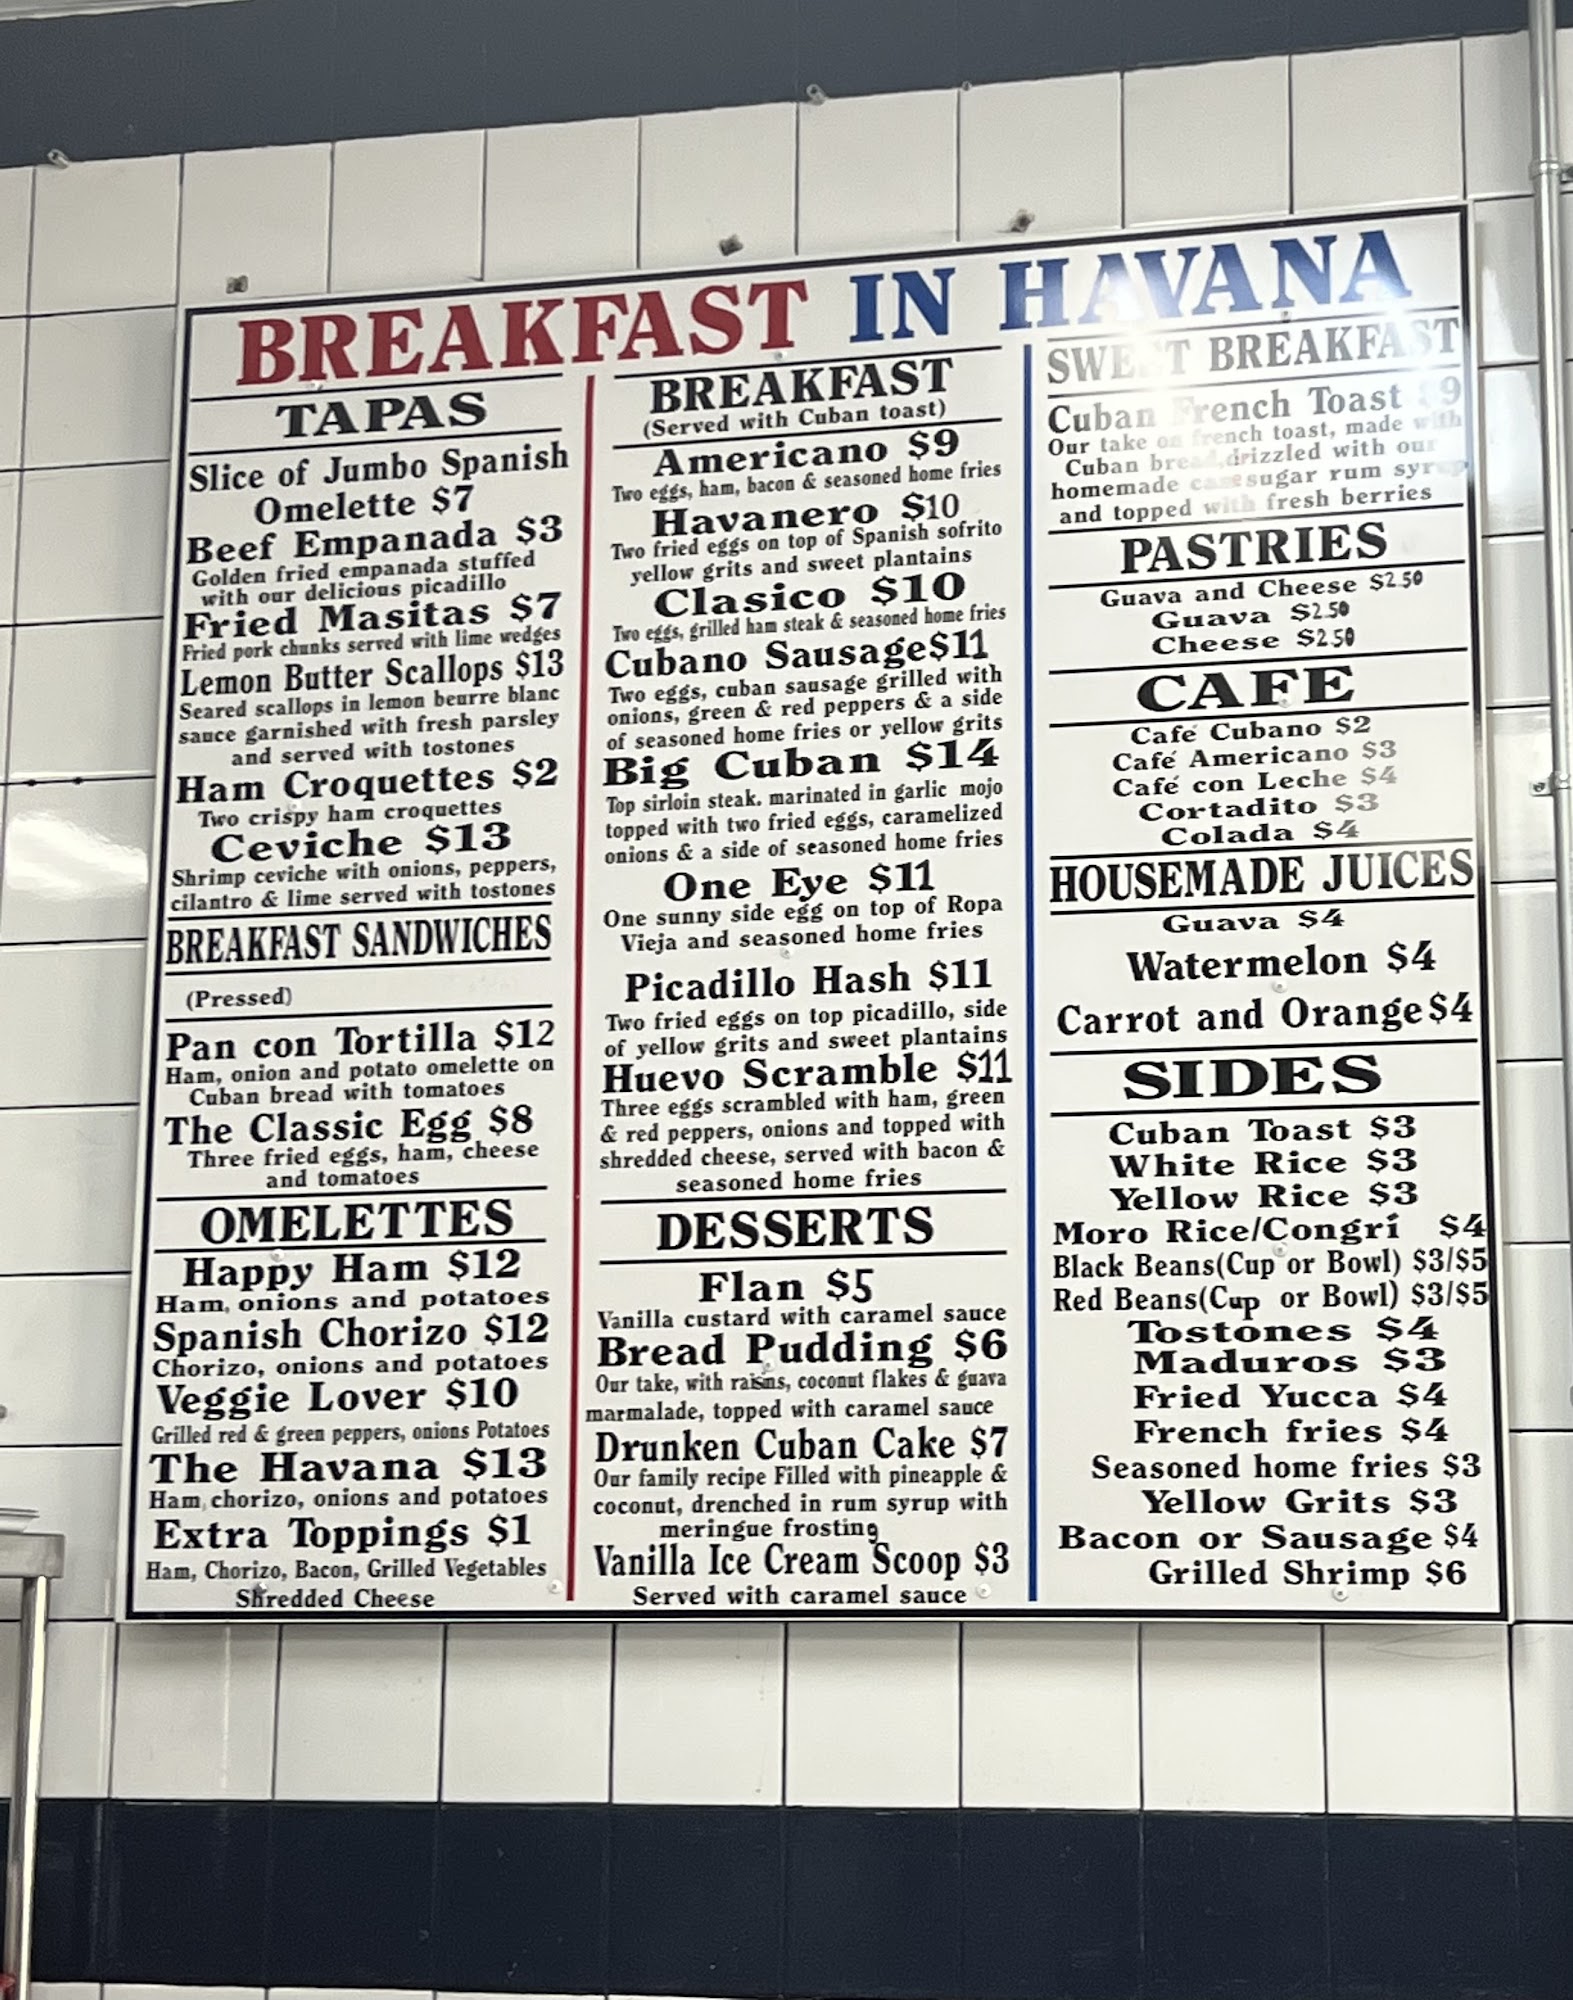 BREAKFAST IN HAVANA
TAPAS
Slice of Jumbo Spanish
Omelette $7
Beef Empanada $3
Golden fried empanada stuffed
with our delicious picadillo
Fried Masitas $7
Fried pork chunks served with lime wedges
Lemon Butter Scallops $13
Seared scallops in lemon beurre blanc
sauce garnished with fresh parsley
and served with tostones
Ham Croquettes $2
Two crispy ham croquettes
Ceviche $13
Shrimp ceviche with onions, peppers,
cilantro & lime served with tostones
BREAKFAST SANDWICHES
(Pressed)
Pan con Tortilla $12
Ham, onion and potato omelette on
Cuban bread with tomatoes
The Classic Egg $8
Three fried eggs, ham, cheese
and tomatoes
OMELETTES
Happy Ham $12
Ham, onions and potatoes
Spanish Chorizo $12
Chorizo, onions and potatoes
Veggie Lover $10
Grilled red & green peppers, onions Potatoes
The Havana $13
Ham, chorizo, onions and potatoes
Extra Toppings $1
Ham, Chorizo, Bacon, Grilled Vegetables
Shredded Cheese
BREAKFAST
(Served with Cuban toast)
Americano $9
Two eggs, ham, bacon & seasoned home fries
Havanero $10
Two fried eggs on top of Spanish sofrito
yellow grits and sweet plantains
Clasico $10
Two eggs, grilled ham steak & seasoned home fries
Cubano Sausage$11
Two eggs, cuban sausage grilled with
onions, green & red peppers & a side
of seasoned home fries or yellow grits
Big Cuban $14
Top sirloin steak. marinated in garlic mojo
topped with two fried eggs, caramelized
onions & a side of seasoned home fries
One Eye $11
One sunny side egg on top of Ropa
Vieja and seasoned home fries
Picadillo Hash $11
Two fried eggs on top picadillo, side
of yellow grits and sweet plantains
Huevo Scramble $11
Three eggs scrambled with ham, green
& red peppers, onions and topped with
shredded cheese, served with bacon &
seasoned home fries
DESSERTS
Flan $5
Vanilla custard with caramel sauce
Bread Pudding $6
Our take, with raisins, coconut flakes & guava
marmalade, topped with caramel sauce
Drunken Cuban Cake $7
Our family recipe Filled with pineapple &
coconut, drenched in rum syrup with
meringue frosting
Vanilla Ice Cream Scoop $3
Served with caramel sauce
SWEET BREAKFAST
Cuban French Toast $9
Our take on french toast, made with
Cuban bread, drizzled with our
homemade cane sugar rum syrup
and topped with fresh berries
PASTRIES
Guava and Cheese $2.50
Guava $2.50
Cheese $2.50
CAFE
Café Cubano $2
Café Americano $3
Café con Leche $4
Cortadito $3
Colada $4
HOUSEMADE JUICES
Guava $4
Watermelon $4
Carrot and Orange $4
SIDES
Cuban Toast $3
White Rice $3
Yellow Rice $3
Moro Rice/Congrí $4
Black Beans(Cup or Bowl) $3/$5
Red Beans(Cup or Bowl) $3/$5
Tostones $4
Maduros $3
Fried Yucca $4
French fries $4
Seasoned home fries $3
Yellow Grits $3
Bacon or Sausage $4
Grilled Shrimp $6